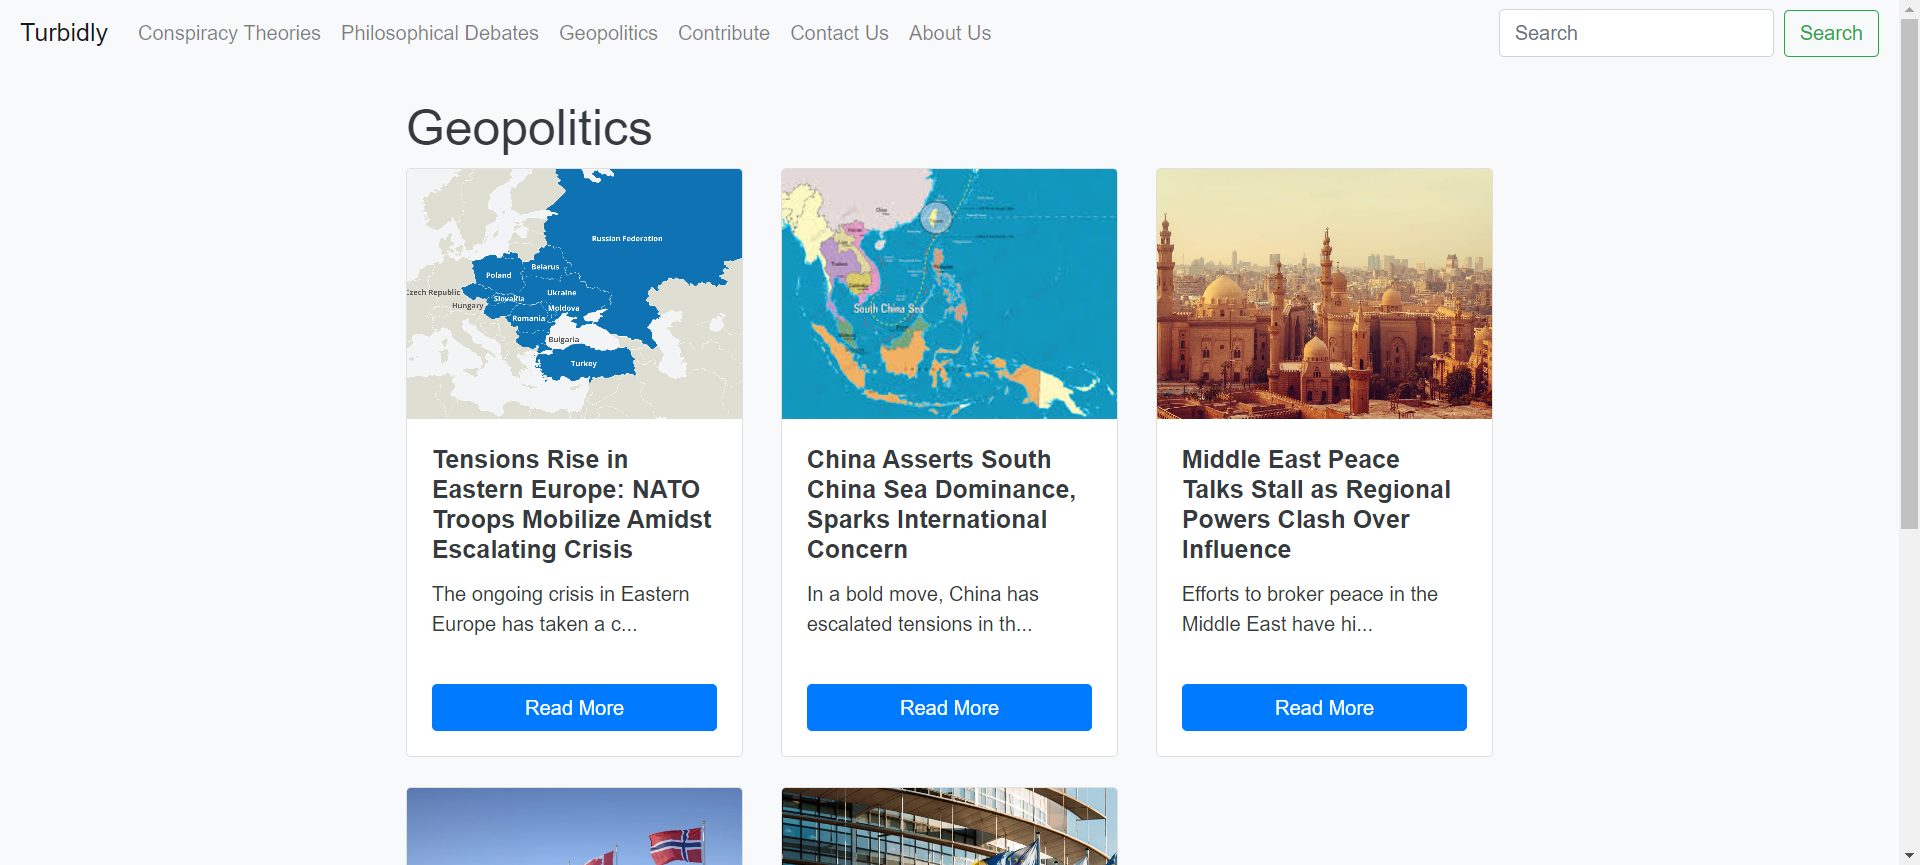 Turbidly Conspiracy Theories Philosophical Debates Geopolitics Contribute Contact Us About Us Search Search
Geopolitics
Russian Federation
Belarus
Poland
Czech Republic
Ukraine
Slovakia
Hungary
Moldova
Romania
Bulgaria
Turkey
China
Thailand
South China Sea
Tensions Rise in
Eastern Europe: NATO
Troops Mobilize Amidst
Escalating Crisis
The ongoing crisis in Eastern
Europe has taken a c...
Read More
China Asserts South
China Sea Dominance,
Sparks International
Concern
In a bold move, China has
escalated tensions in th...
Read More
Middle East Peace
Talks Stall as Regional
Powers Clash Over
Influence
Efforts to broker peace in the
Middle East have hi...
Read More